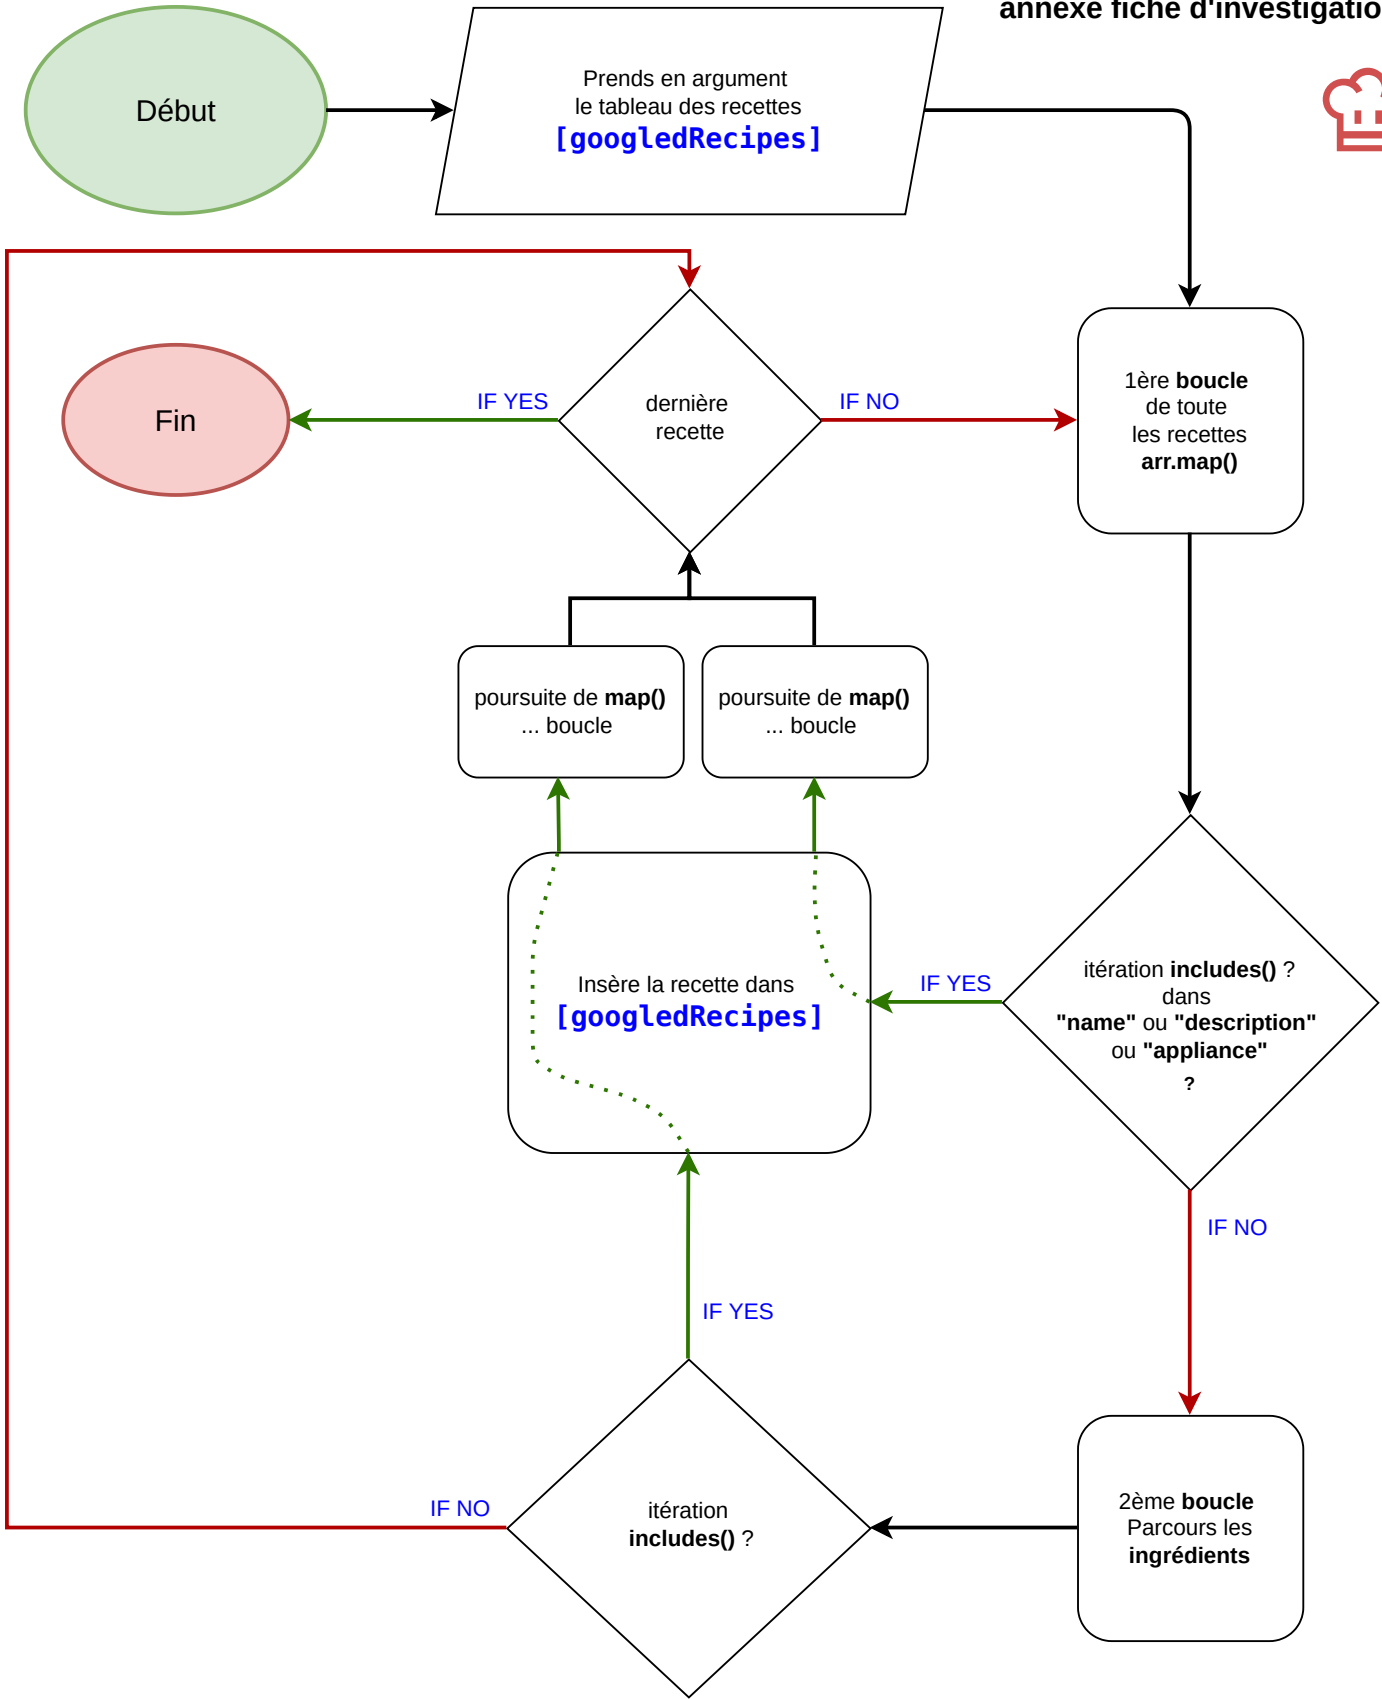 annexe fiche d'investigatio
Début
Prends en argument
le tableau des recettes
[googledRecipes]
IF YES
dernière
recette
IF NO
Fin
1ère boucle
de toute
les recettes
arr.map()
poursuite de map()
... boucle
poursuite de map()
... boucle
Insère la recette dans
[googledRecipes]
IF YES
itération includes() ?
dans
"name" ou "description"
ou "appliance"
?
IF NO
IF YES
IF NO
itération
includes() ?
2ème boucle
Parcours les
ingrédients